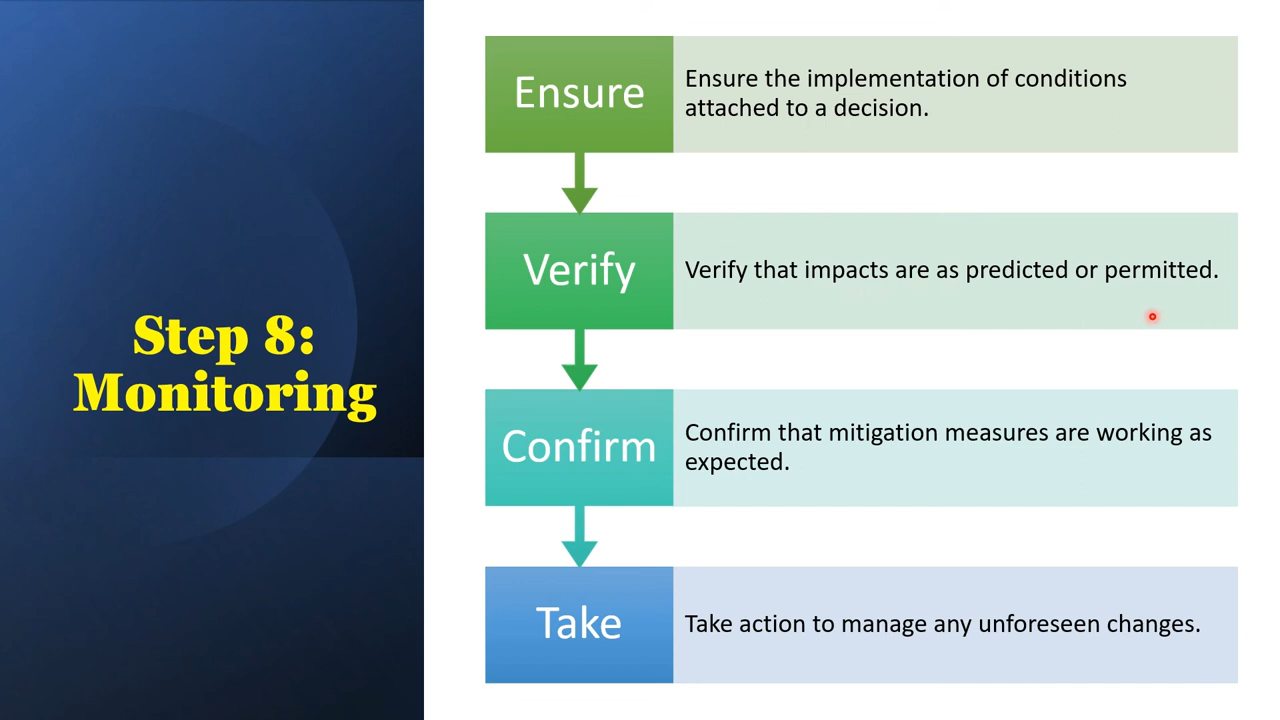 Step 8:
Monitoring
Ensure
Ensure the implementation of conditions
attached to a decision.
Verify
Verify that impacts are as predicted or permitted.
Confirm
Confirm that mitigation measures are working as
expected.
Take
Take action to manage any unforeseen changes.